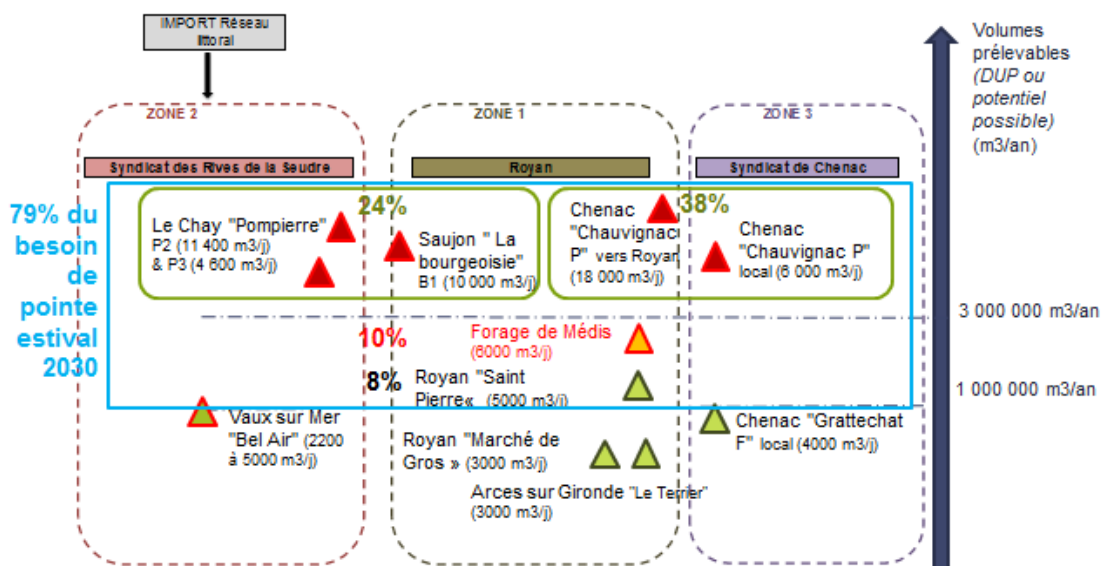 IMPORT Réseau
littoral
Volumes
prélevables
(DUP ou
potentiel
possible)
(m3/an)
ZONE 2
ZONE 1
ZONE 3
Syndicat des Rives de la Seudre
Royan
Syndicat de Chenac
79% du
besoin
de
pointe
estival
2030
24%
Le Chay "Pompierre"
P2 (11 400 m3/j)
& P3 (4 600 m3/j)
Saujon " La
bourgeoisie"
B1 (10 000 m3/j)
38%
Chenac
"Chauvignac
P" vers Royan
(18 000 m3/j)
Chenac
"Chauvignac P"
local (6 000 m3/j)
3 000 000 m3/an
10%
Forage de Médis
(6000 m3/j)
8%
Royan "Saint
Pierre« (5000 m3/j)
1 000 000 m3/an
Vaux sur Mer
"Bel Air" (2200
à 5000 m3/j)
Royan "Marché de
Gros » (3000 m3/j)
Chenac "Grattechat
F" local (4000 m3/j)
Arces sur Gironde "Le Terrier"
(3000 m3/j)